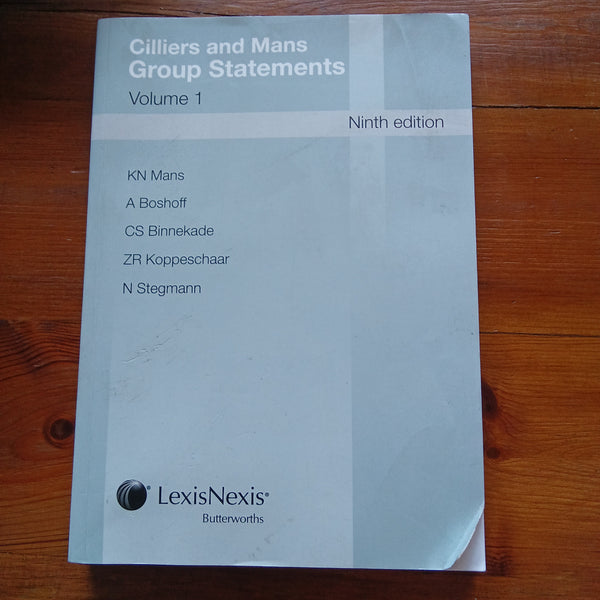 Cilliers and Mans
Group Statements
Volume 1
Ninth edition
KN Mans
A Boshoff
CS Binnekade
ZR Koppeschaar
N Stegmann
LexisNexis®
Butterworths